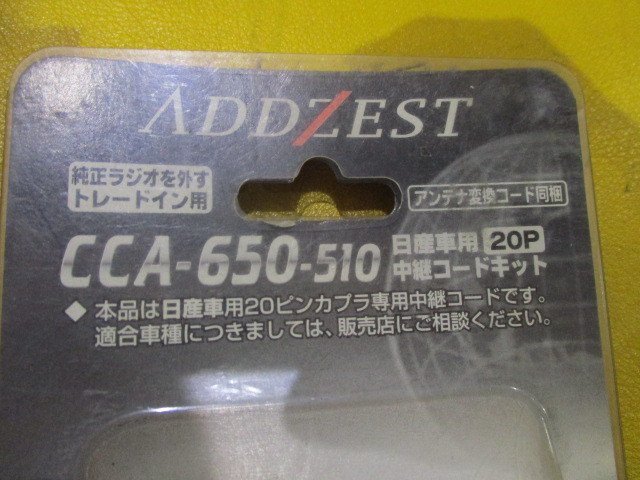 ADDZEST
純正ラジオを外す
トレードイン用
アンテナ変換コード同梱
CCA-650-510
日産車用 20P
中継コードキット
◆ 本品は日産車用20ピンカプラ専用中継コードです。
適合車種につきましては、販売店にご相談ください。